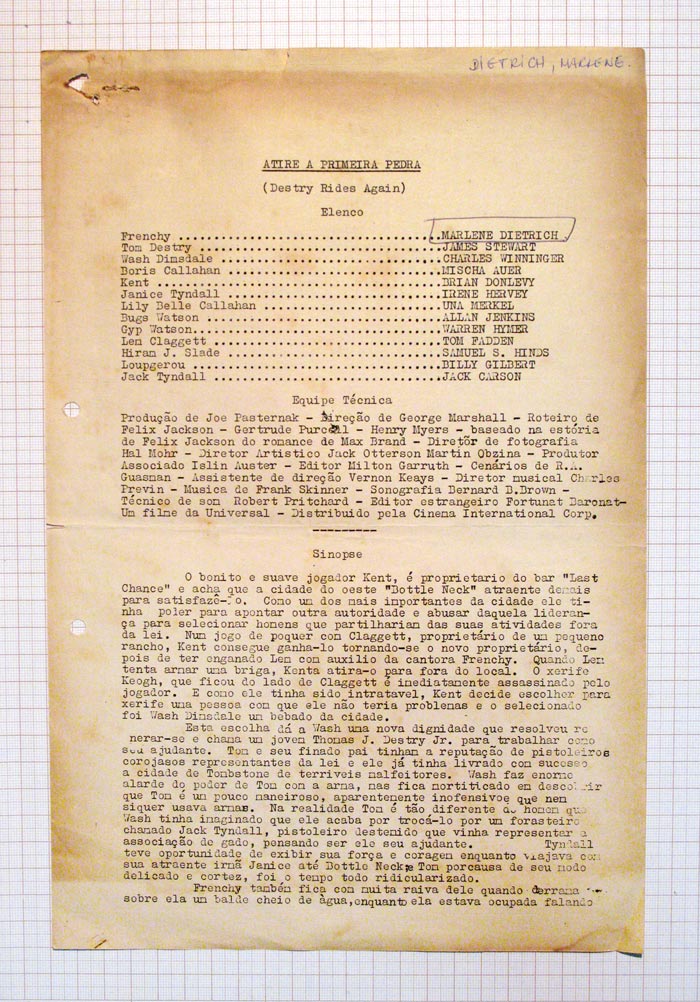 DIETRICH, MARLENE.
ATIRE A PRIMEIRA PEDRA
(Destry Rides Again)
Elenco
Frenchy ..................................MARLENE DIETRICH
Tom Destry ...............................JAMES STEWART
Wash Dimsdale ............................CHARLES WINNINGER
Boris Callahan ...........................MISCHA AUER
Kent .....................................BRIAN DONLEVY
Janice Tyndall ...........................IRENE HERVEY
Lily Belle Callahan ......................UNA MERKEL
Bugs Watson ..............................ALLAN JENKINS
Gyp Watson...............................WARREN HYMER
Lem Claggett .............................TOM FADDEN
Hiram J. Slade ...........................SAMUEL S. HINDS
Loupgerou ................................BILLY GILBERT
Jack Tyndall .............................JACK CARSON
Equipe Técnica
Produção de Joe Pasternak - Direção de George Marshall - Roteiro de
Felix Jackson - Gertrude Purcell - Henry Myers - baseado na estória
de Felix Jackson do romance de Max Brand - Diretõr de fotografia
Hal Mohr - Diretor Artistico Jack Otterson Martin Obzina - Produtor
Associado Islin Auster - Editor Milton Garruth - Cenários de R.A.
Guasman - Assistente de direção Vernon Keays - Diretor musical Charles
Previn - Musica de Frank Skinner - Sonografia Bernard B.Brown -
Técnico de som Robert Pritchard - Editor estrangeiro Fortunat Baronat-
Um filme da Universal - Distribuido pela Cinema International Corp.
---------
Sinopse
O bonito e suave jogador Kent, é proprietario do bar "Last
Chance" e acha que a cidade do oeste "Bottle Neck" atraente demais
para satisfazê-lo. Como um dos mais importantes da cidade ele ti-
nha poder para apontar outra autoridade e abusar daquela lideran-
ça para selecionar homens que partilhariam das suas atividades fora
da lei. Num jogo de poquer com Claggett, proprietário de um pequeno
rancho, Kent consegue ganha-lo tornando-se o novo proprietário, de-
pois de ter enganado Lem com auxilio da cantora Frenchy. Quando Lem
tenta armar uma briga, Kenta atira-o para fora do local. O xerife
Keogh, que ficou do lado de Claggett é imediatamente assassinado pelo
jogador. E como ele tinha sido intratavel, Kent decide escolher para
xerife uma pessoa com que ele não teria problemas e o selecionado
foi Wash Dimsdale um bebado da cidade.
Esta escolha dá a Wash uma nova dignidade que resolveu re
nerar-se e chama um jovem Thomas J. Destry Jr. para trabalhar como
seu ajudante. Tom e seu finado pai tinham a reputação de pistoleiros
corojasos representantes da lei e ele já tinha livrado com sucesso
a cidade de Tombstone de terriveis malfeitores. Wash faz enorme
alarde do poder de Tom com a arma, mas fica mortiticado em descobrir
que Tom é um pouco maneiroso, aparentemente inofensivoe que nem
siquer usava armas. Na realidade Tom é tão diferente do homem que
Wash tinha imaginado que ele acaba por trocá-lo por um forasteiro
chamado Jack Tyndall, pistoleiro destemido que vinha representar a
associação de gado, pensando ser ele seu ajudante. Tyndall
teve oportunidade de exibir sua força e coragem enquanto viajava com
sua atraente irmã Janice até Bottle Neck e Tom porcausa de seu modo
delicado e cortez, foi o tempo todo ridicularizado.
Frenchy também fica com muita raiva dele quando derrama
sobre ela um balde cheio de àgua,enquanto ela estava ocupada falando